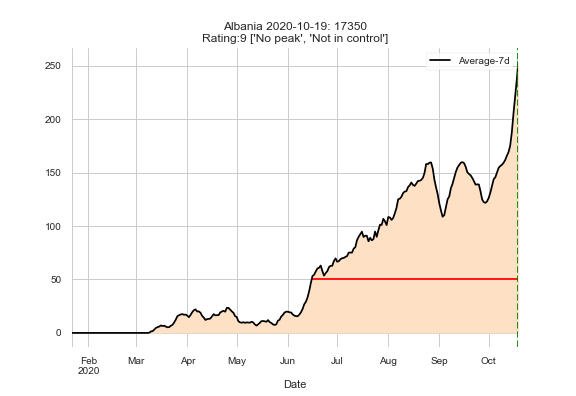 Albania 2020-10-19: 17350
Rating:9 ['No peak', 'Not in control']
Average-7d
250
200
150
100
50
0
Feb
2020
Mar
Apr
May
Jun
Jul
Aug
Sep
Oct
Date